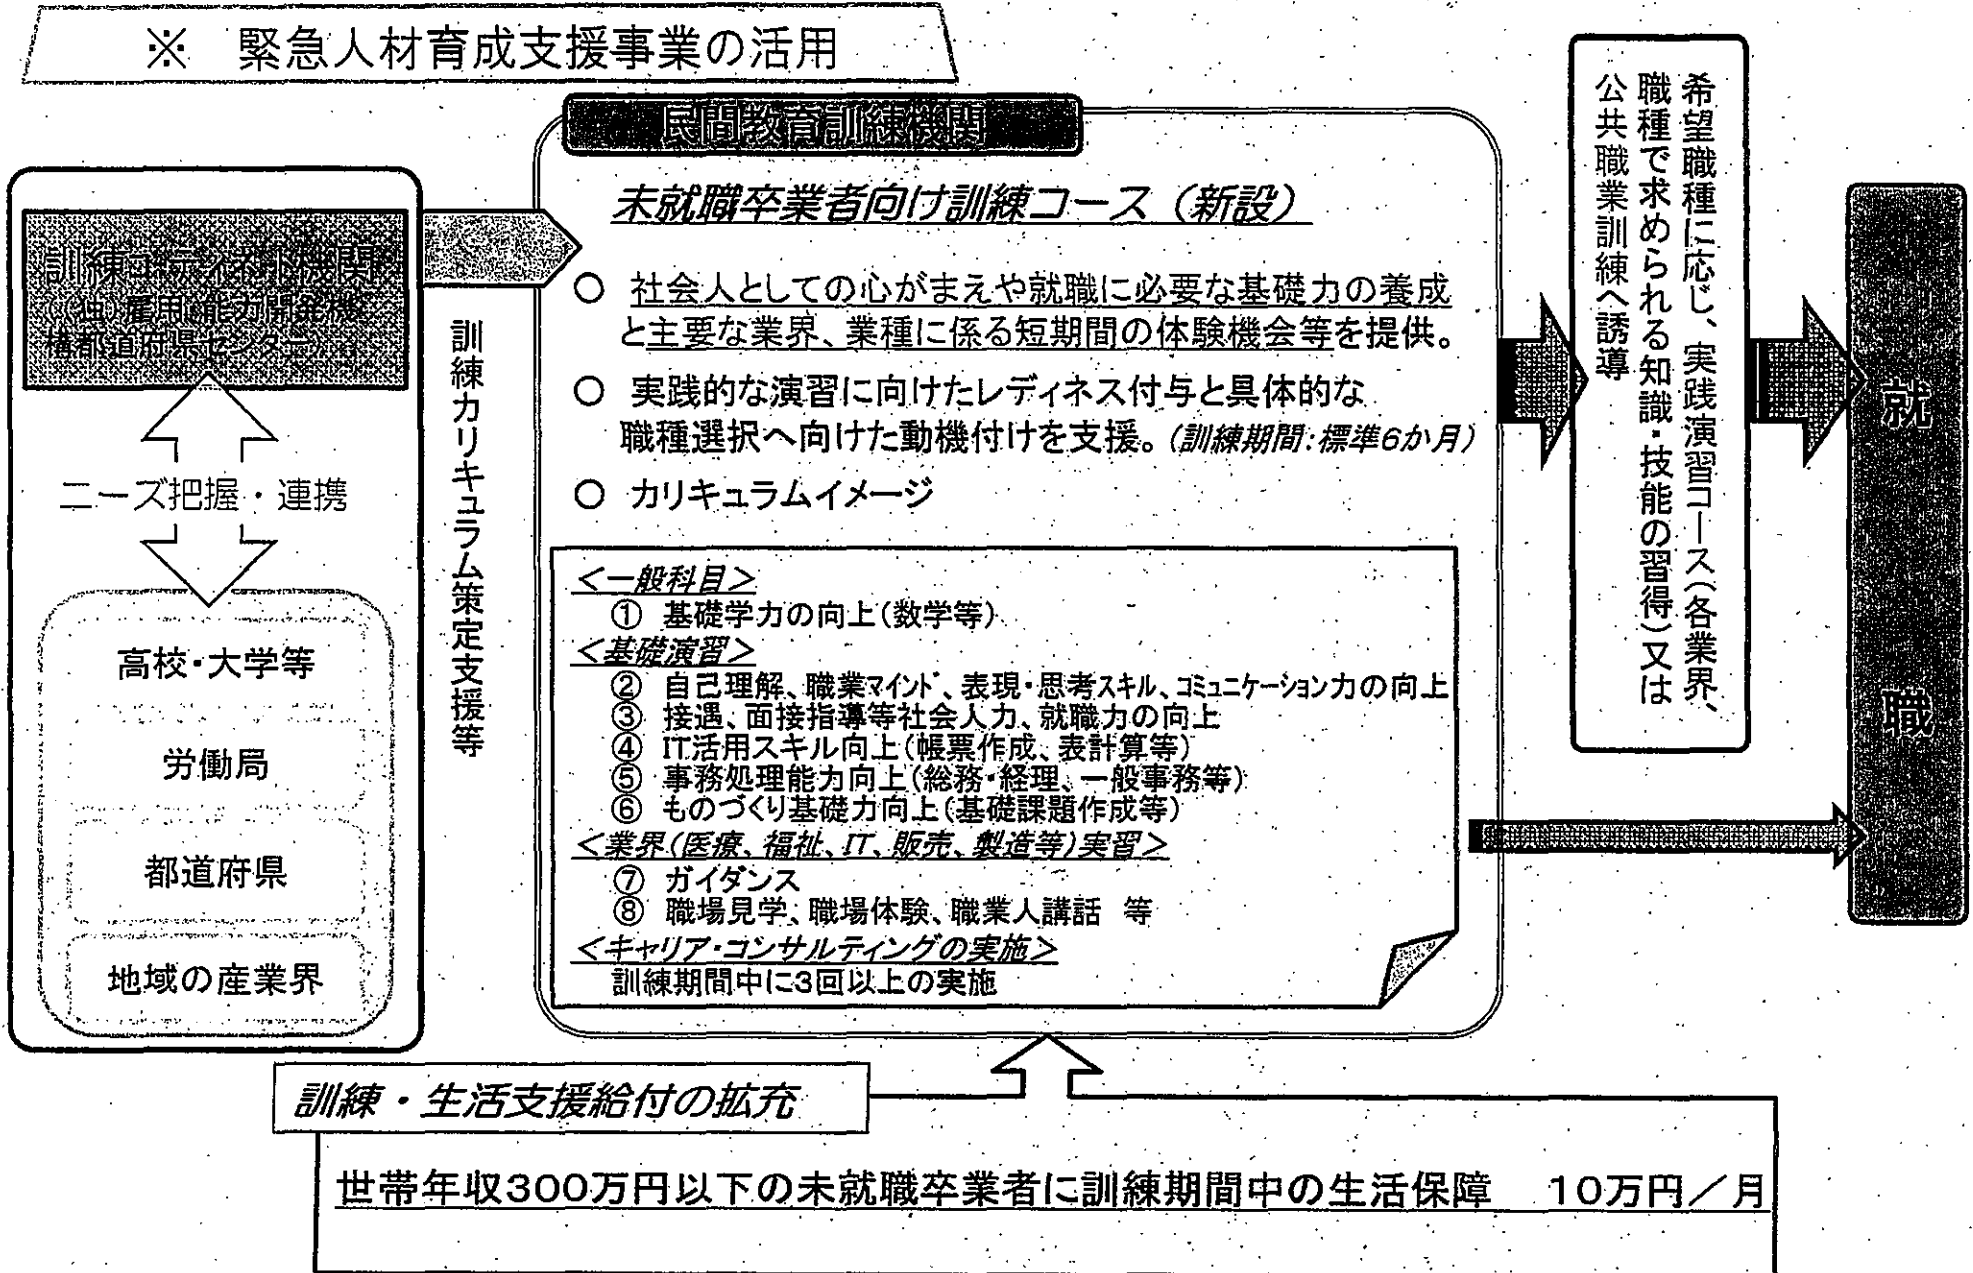 ※ 緊急人材育成支援事業の活用
訓練コーディネート機関
(独)雇用・能力開発機
構都道府県センター)
ニーズ把握・連携
高校・大学等
労働局
都道府県
地域の産業界
訓練カリキュラム策定支援等
民間教育訓練機関
未就職卒業者向け訓練コース（新設）
○ 社会人としての心がまえや就職に必要な基礎力の養成
と主要な業界、業種に係る短期間の体験機会等を提供。
○ 実践的な演習に向けたレディネス付与と具体的な
職種選択へ向けた動機付けを支援。(訓練期間：標準6か月)
○ カリキュラムイメージ
＜一般科目＞
① 基礎学力の向上(数学等)
＜基礎演習＞
② 自己理解、職業マインド、表現・思考スキル、コミュニケーション力の向上
③ 接遇、面接指導等社会人力、就職力の向上
④ IT活用スキル向上(帳票作成、表計算等)
⑤ 事務処理能力向上(総務・経理、一般事務等)
⑥ ものづくり基礎力向上(基礎課題作成等)
＜業界(医療、福祉、IT、販売、製造等)実習＞
⑦ ガイダンス
⑧ 職場見学、職場体験、職業人講話 等
＜キャリア・コンサルティングの実施＞
訓練期間中に3回以上の実施
希望職種に応じ、実践演習コース(各業界、
職種で求められる知識・技能の習得)又は
公共職業訓練へ誘導
就職
訓練・生活支援給付の拡充
世帯年収300万円以下の未就職卒業者に訓練期間中の生活保障 10万円／月